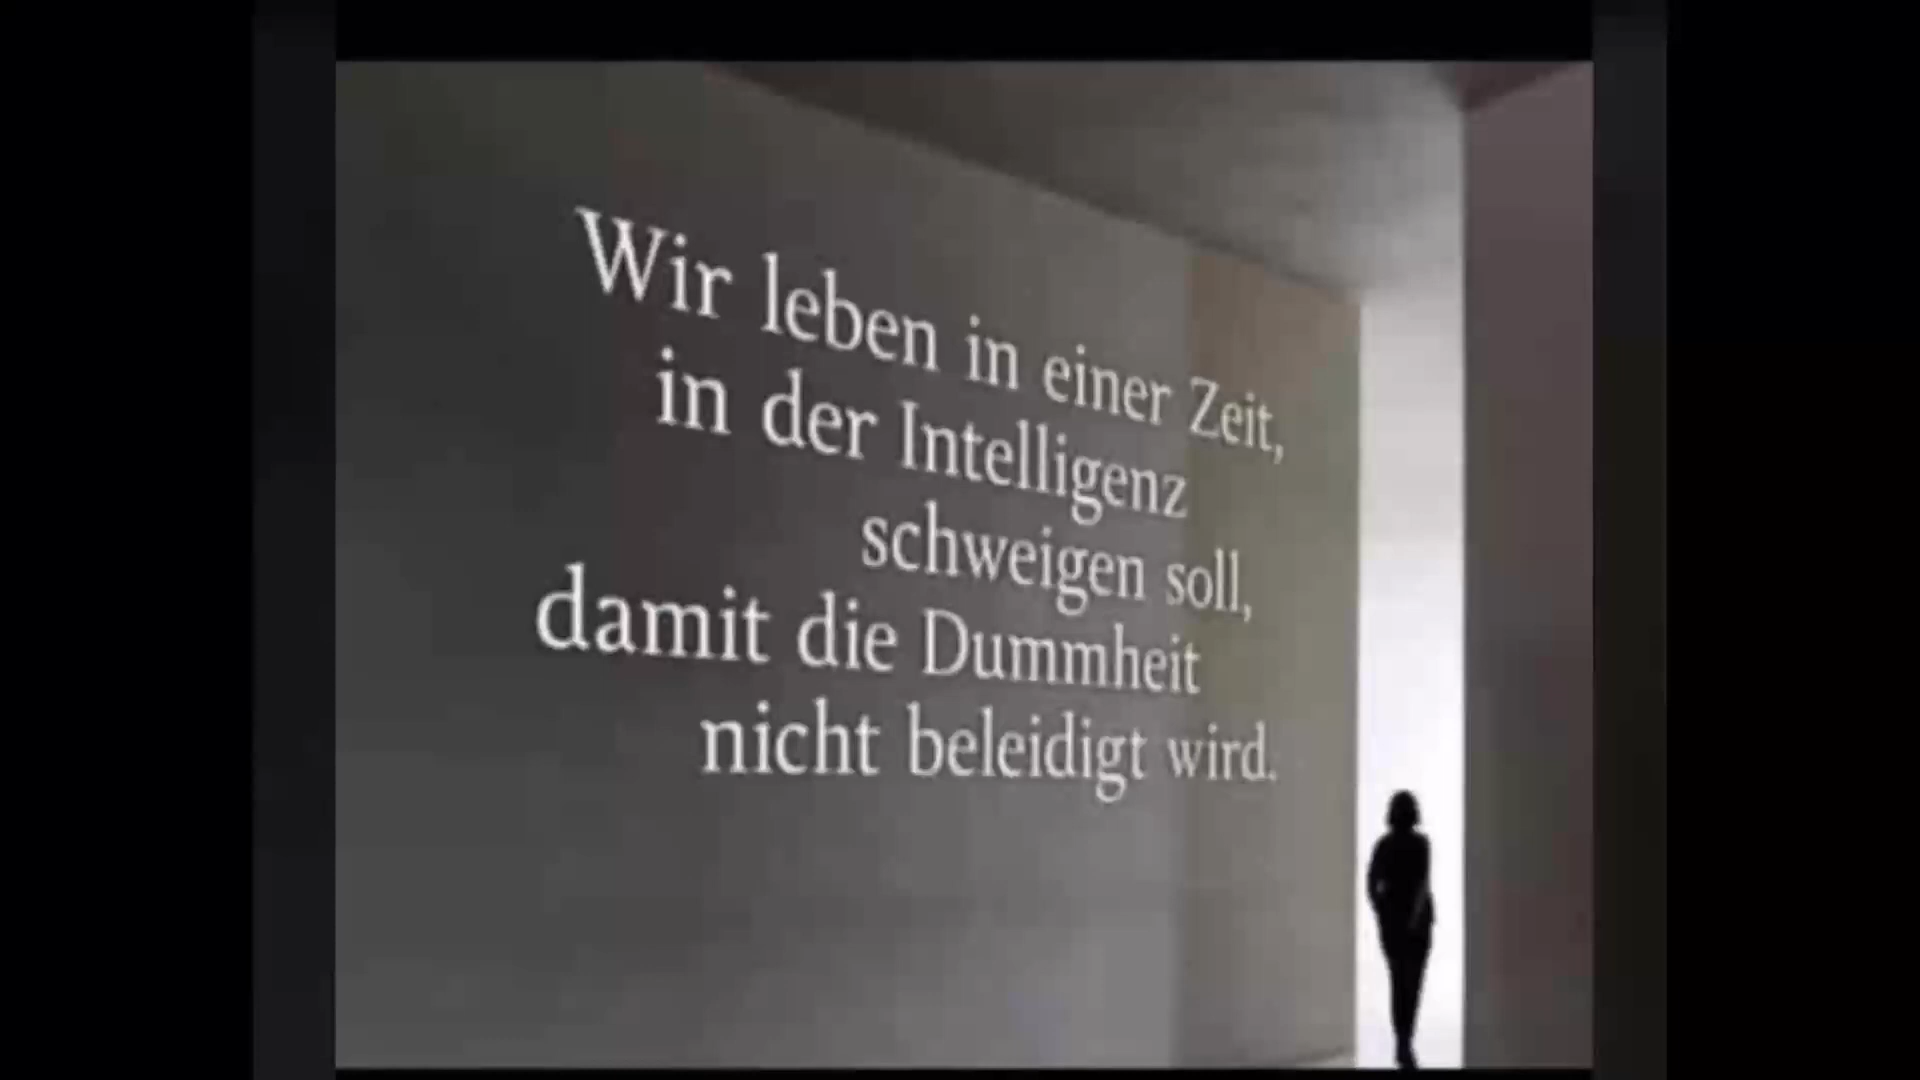 Wir leben in einer Zeit,
in der Intelligenz
schweigen soll,
damit die Dummheit
nicht beleidigt wird.